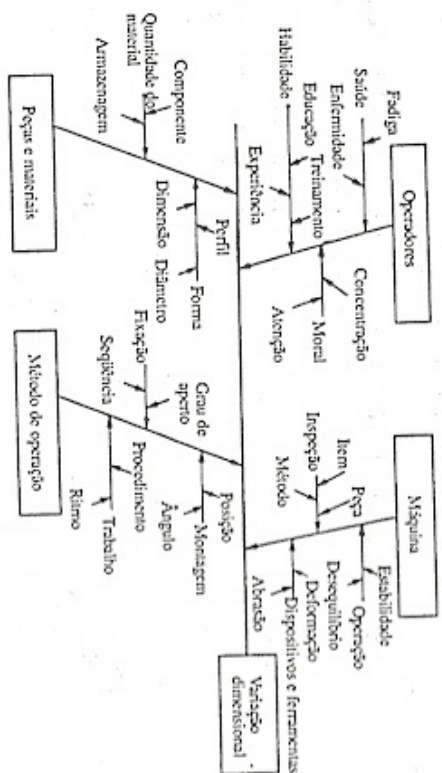 Operadores
Fadiga
Saúde
Enfermidade
Concentração
Moral
Atenção
Treinamento
Educação
Habilidade
Experiência
Máquina
Estabilidade
Operação
Desequilíbrio
Peça
Item
Inspeção
Método
Deformação
Dispositivos e ferramentas
Abrasão
Variação
dimensional -
Componente
Quantidade do
material
Armazenagem
Perfil
Forma
Dimensão
Diâmetro
Peças e materiais
Grau de
aperto
Fixação
Seqüência
Posição
Montagem
Ângulo
Procedimento
Trabalho
Ritmo
Método de operação